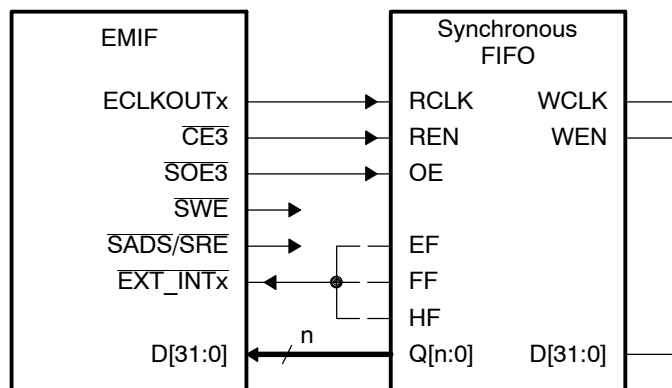 EMIF
Synchronous
FIFO
ECLKOUTx
RCLK
WCLK
CE3
REN
WEN
SOE3
OE
SWE
SADS/SRE
EF
EXT_INTx
FF
HF
n
D[31:0]
Q[n:0]
D[31:0]